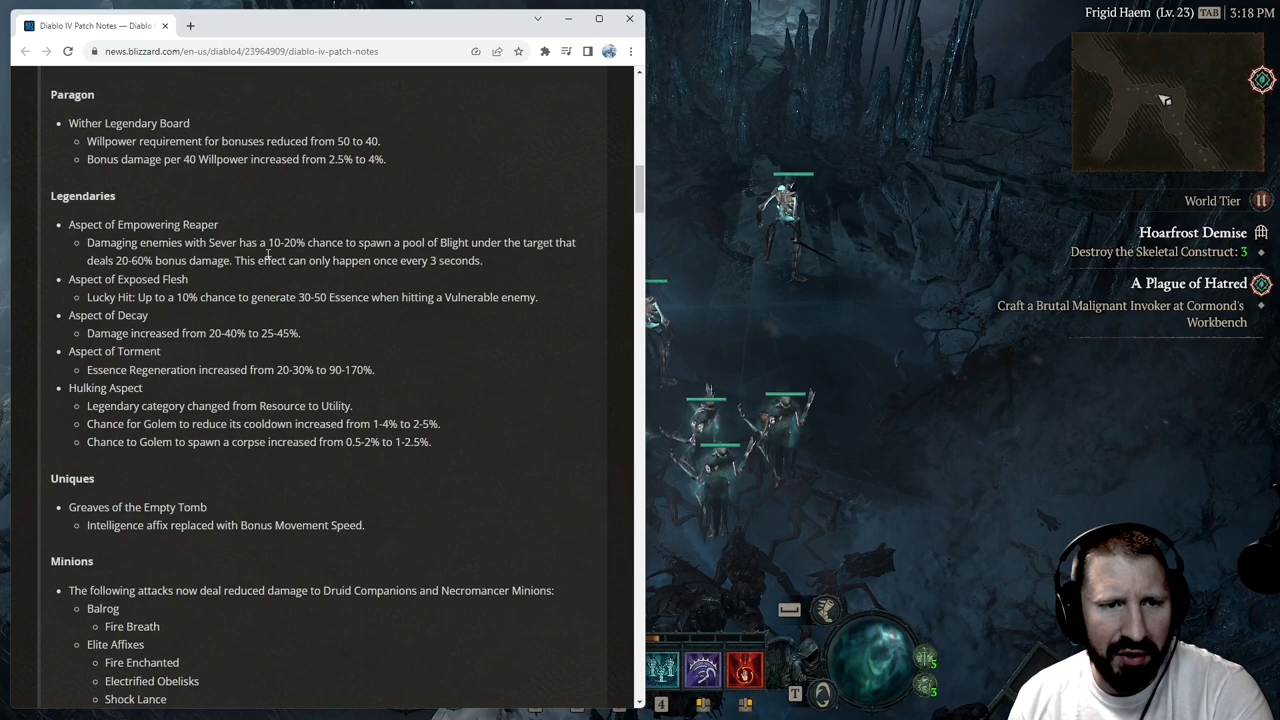 Diablo IV Patch Notes — Diablo
news.blizzard.com/en-us/diablo4/23964909/diablo-iv-patch-notes
Paragon
• Wither Legendary Board
Willpower requirement for bonuses reduced from 50 to 40.
Bonus damage per 40 Willpower increased from 2.5% to 4%.
Legendaries
• Aspect of Empowering Reaper
Damaging enemies with Sever has a 10-20% chance to spawn a pool of Blight under the target that
deals 20-60% bonus damage. This effect can only happen once every 3 seconds.
• Aspect of Exposed Flesh
Lucky Hit: Up to a 10% chance to generate 30-50 Essence when hitting a Vulnerable enemy.
• Aspect of Decay
Damage increased from 20-40% to 25-45%.
• Aspect of Torment
Essence Regeneration increased from 20-30% to 90-170%.
• Hulking Aspect
Legendary category changed from Resource to Utility.
Chance for Golem to reduce its cooldown increased from 1-4% to 2-5%.
Chance to Golem to spawn a corpse increased from 0.5-2% to 1-2.5%.
Uniques
• Greaves of the Empty Tomb
Intelligence affix replaced with Bonus Movement Speed.
Minions
• The following attacks now deal reduced damage to Druid Companions and Necromancer Minions:
Balrog
Fire Breath
Elite Affixes
Fire Enchanted
Electrified Obelisks
Shock Lance
Frigid Haem (Lv. 23) TAB 3:18 PM
World Tier II
Hoarfrost Demise
Destroy the Skeletal Construct: 3
A Plague of Hatred
Craft a Brutal Malignant Invoker at Cormond's
Workbench
5
3
T
4